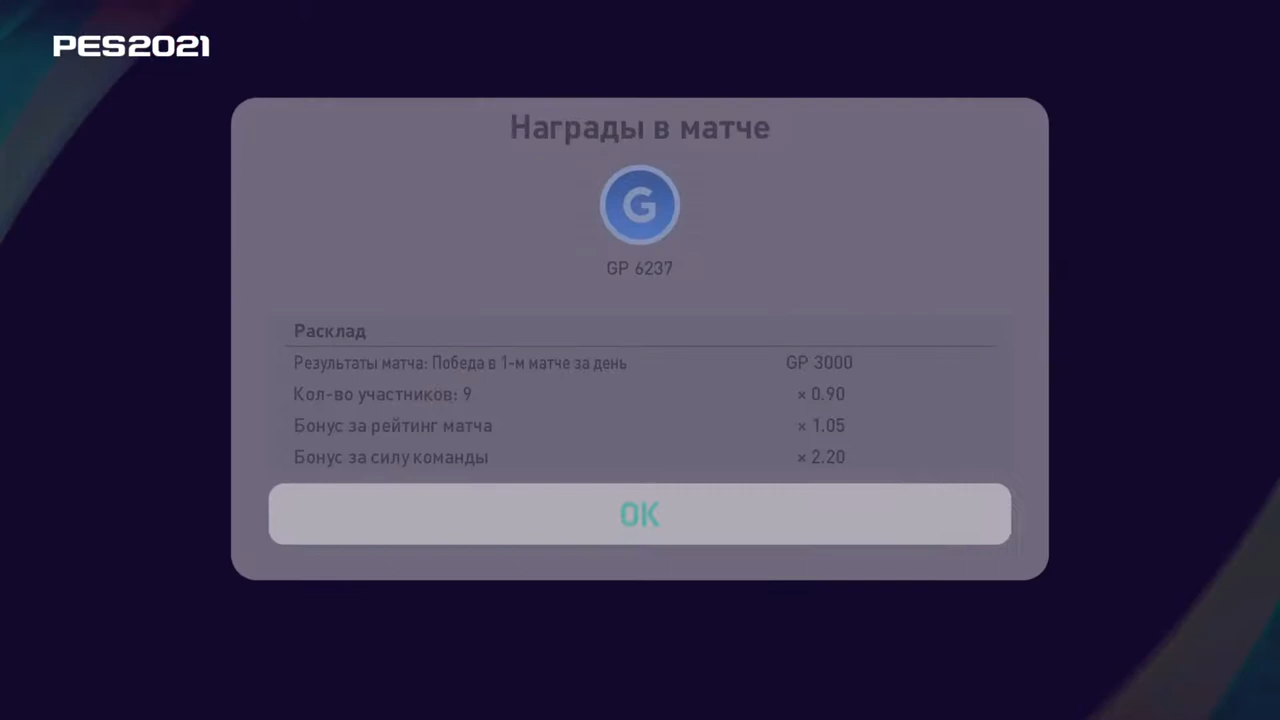 PES2021
Награды в матче
G
GP 6237
Расклад
Результаты матча: Победа в 1-м матче за день GP 3000
Кол-во участников: 9 × 0.90
Бонус за рейтинг матча × 1.05
Бонус за силу команды × 2.20
OK